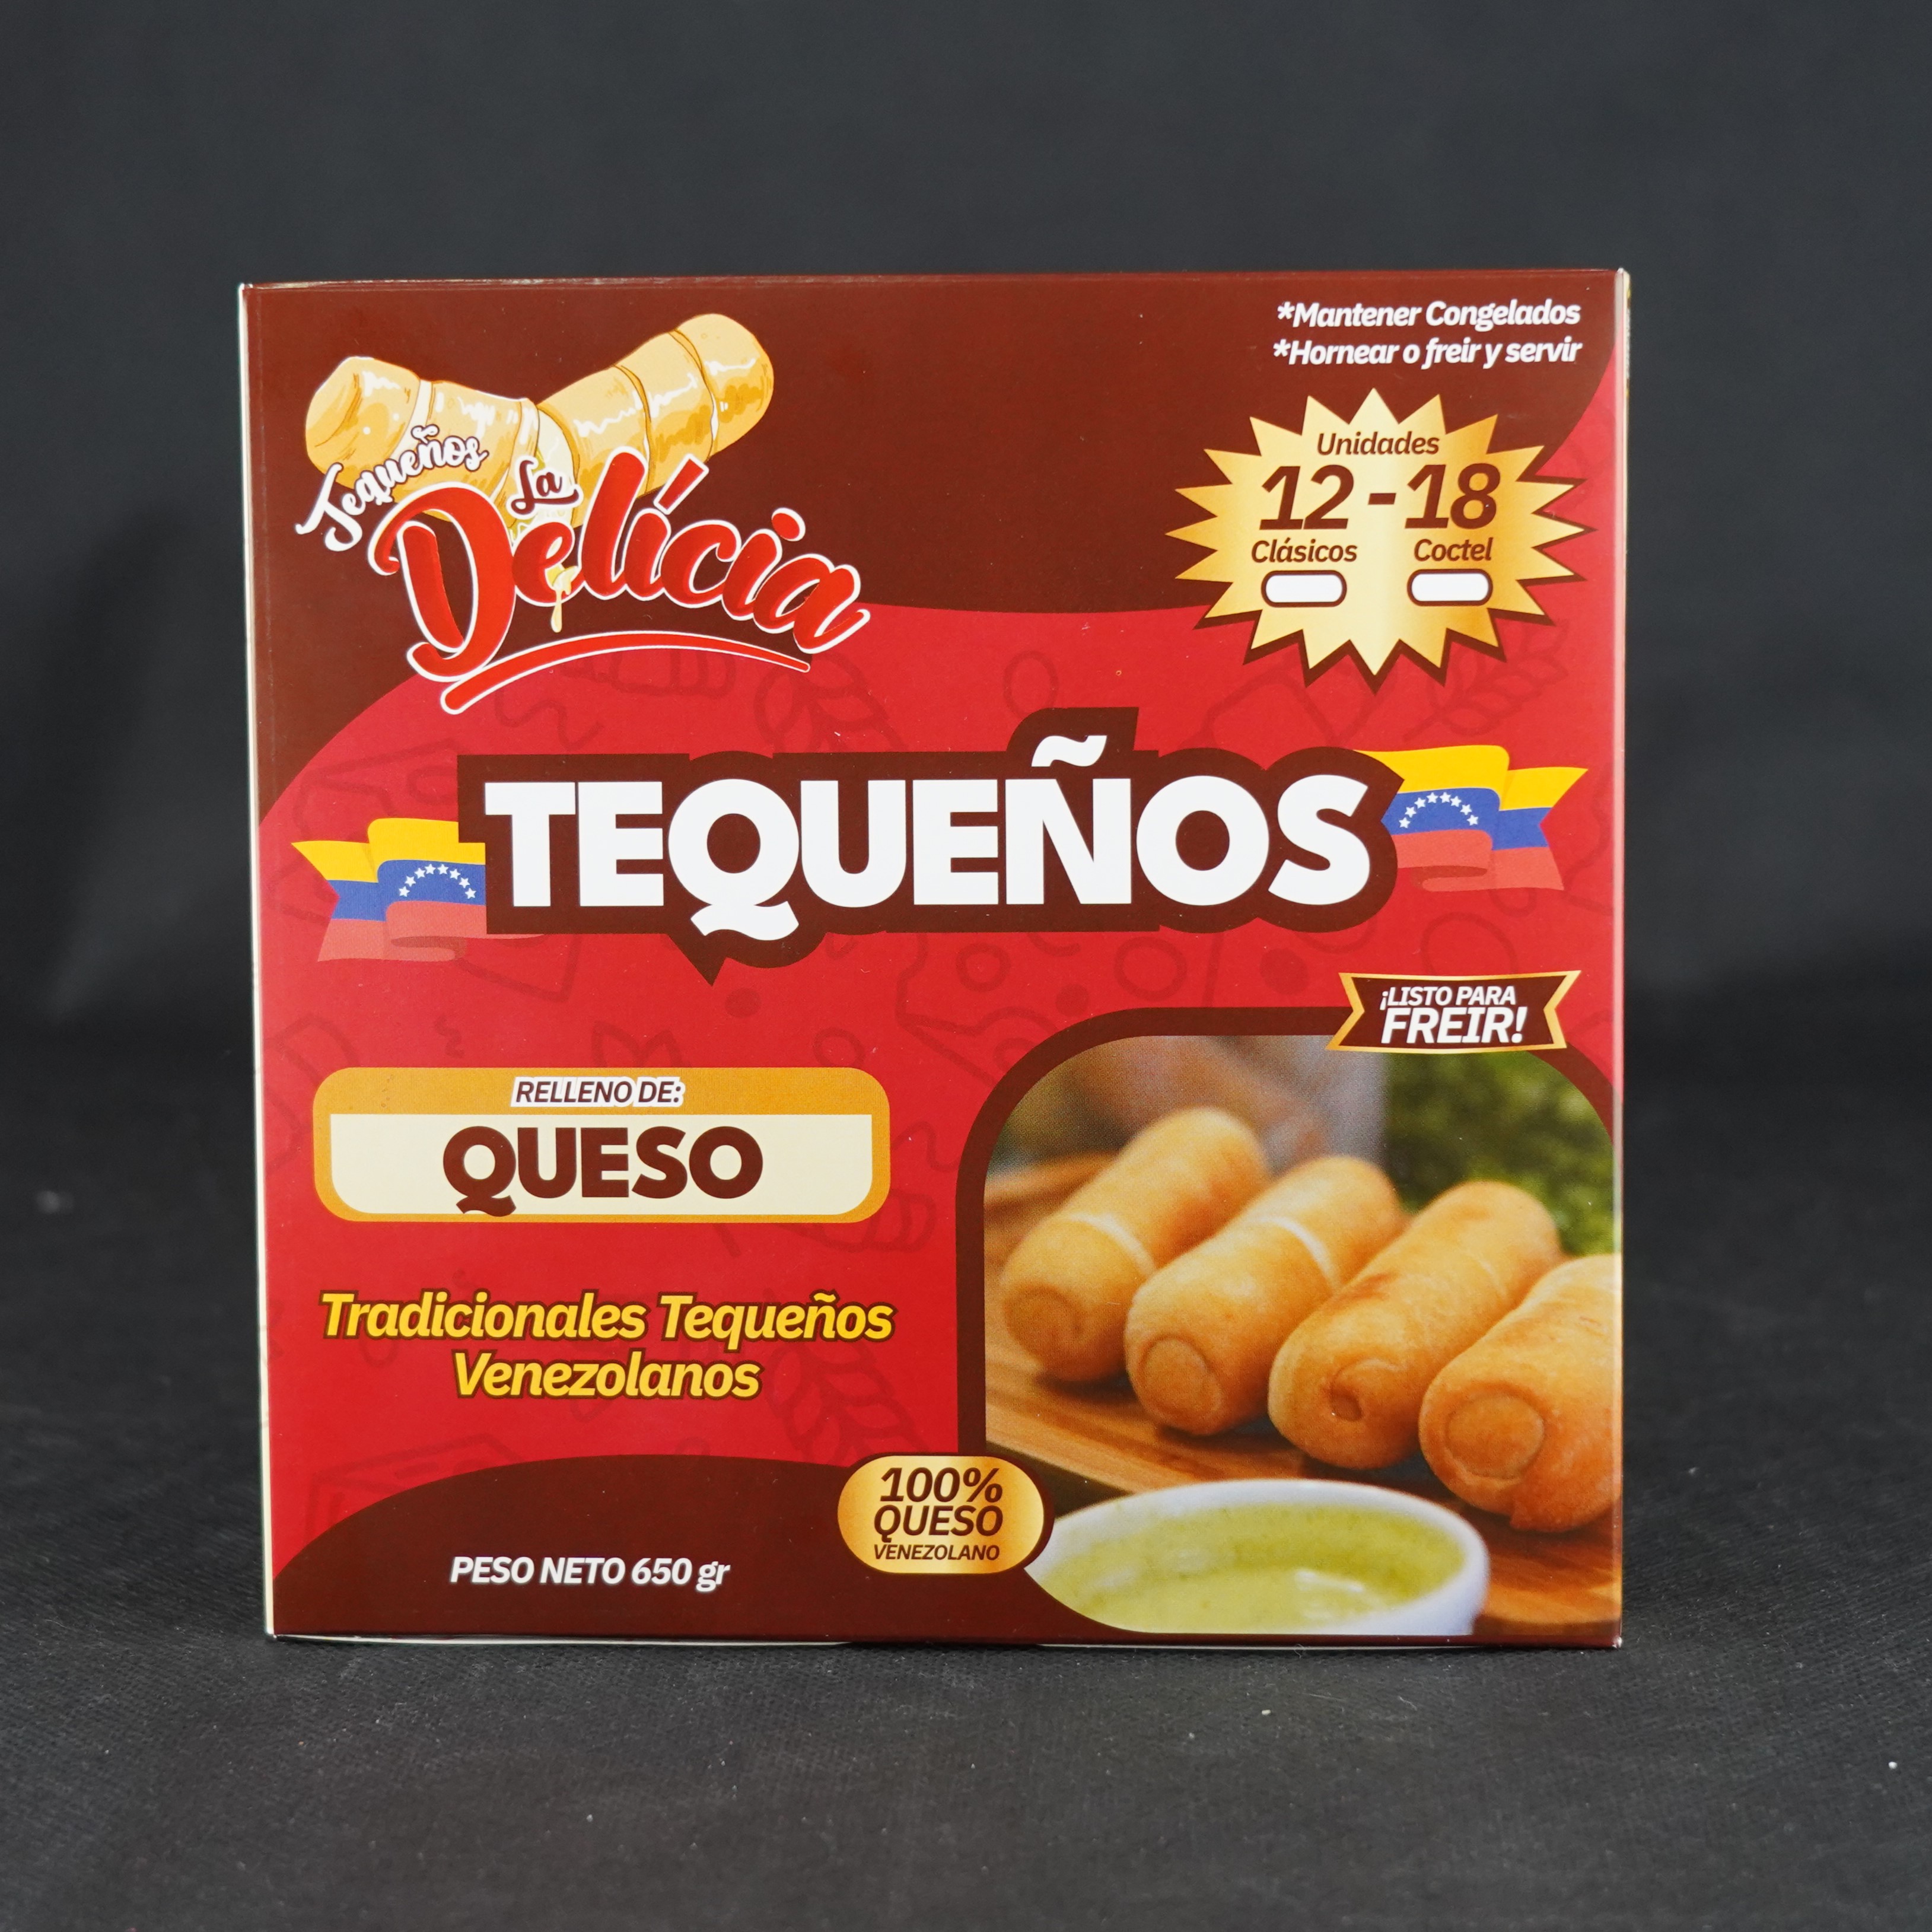 Tequeños
La
Delícia
*Mantener Congelados
*Hornear o freir y servir
Unidades
12 - 18
Clásicos Coctel
TEQUEÑOS
¡LISTO PARA
FREIR!
RELLENO DE:
QUESO
Tradicionales Tequeños
Venezolanos
100%
QUESO
VENEZOLANO
PESO NETO 650 gr